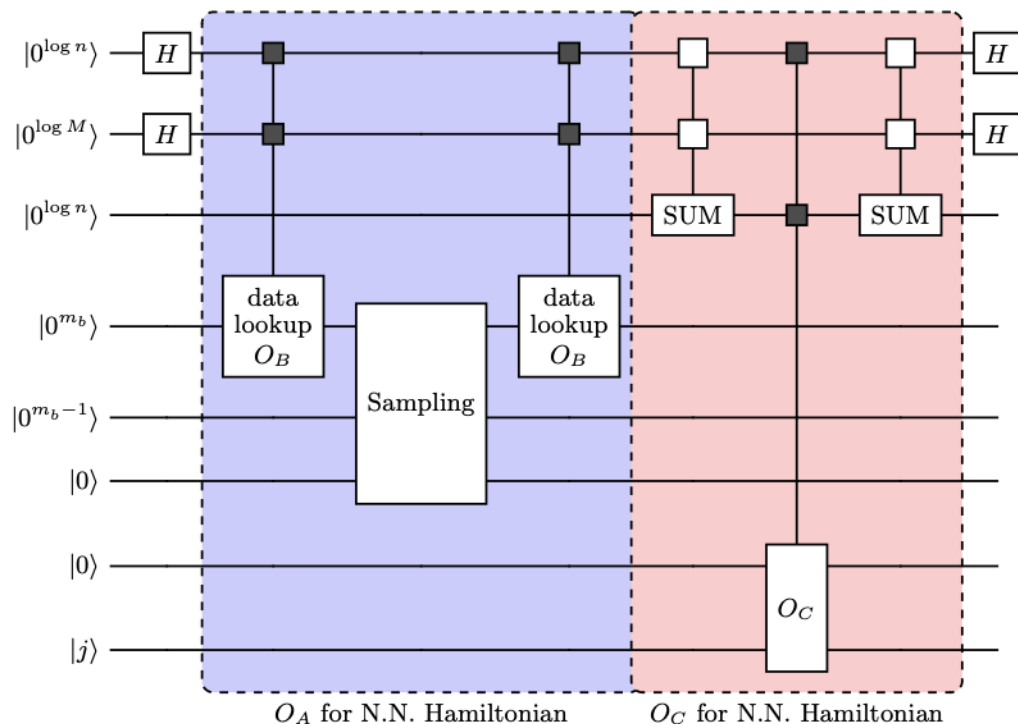 |0^{log n}⟩ H H
|0^{log M}⟩ H H
|0^{log n}⟩ SUM SUM
|0^{m_b}⟩
data
lookup
O_B
data
lookup
O_B
Sampling
|0^{m_b−1}⟩
|0⟩
|0⟩
O_C
|j⟩
O_A for N.N. Hamiltonian
O_C for N.N. Hamiltonian